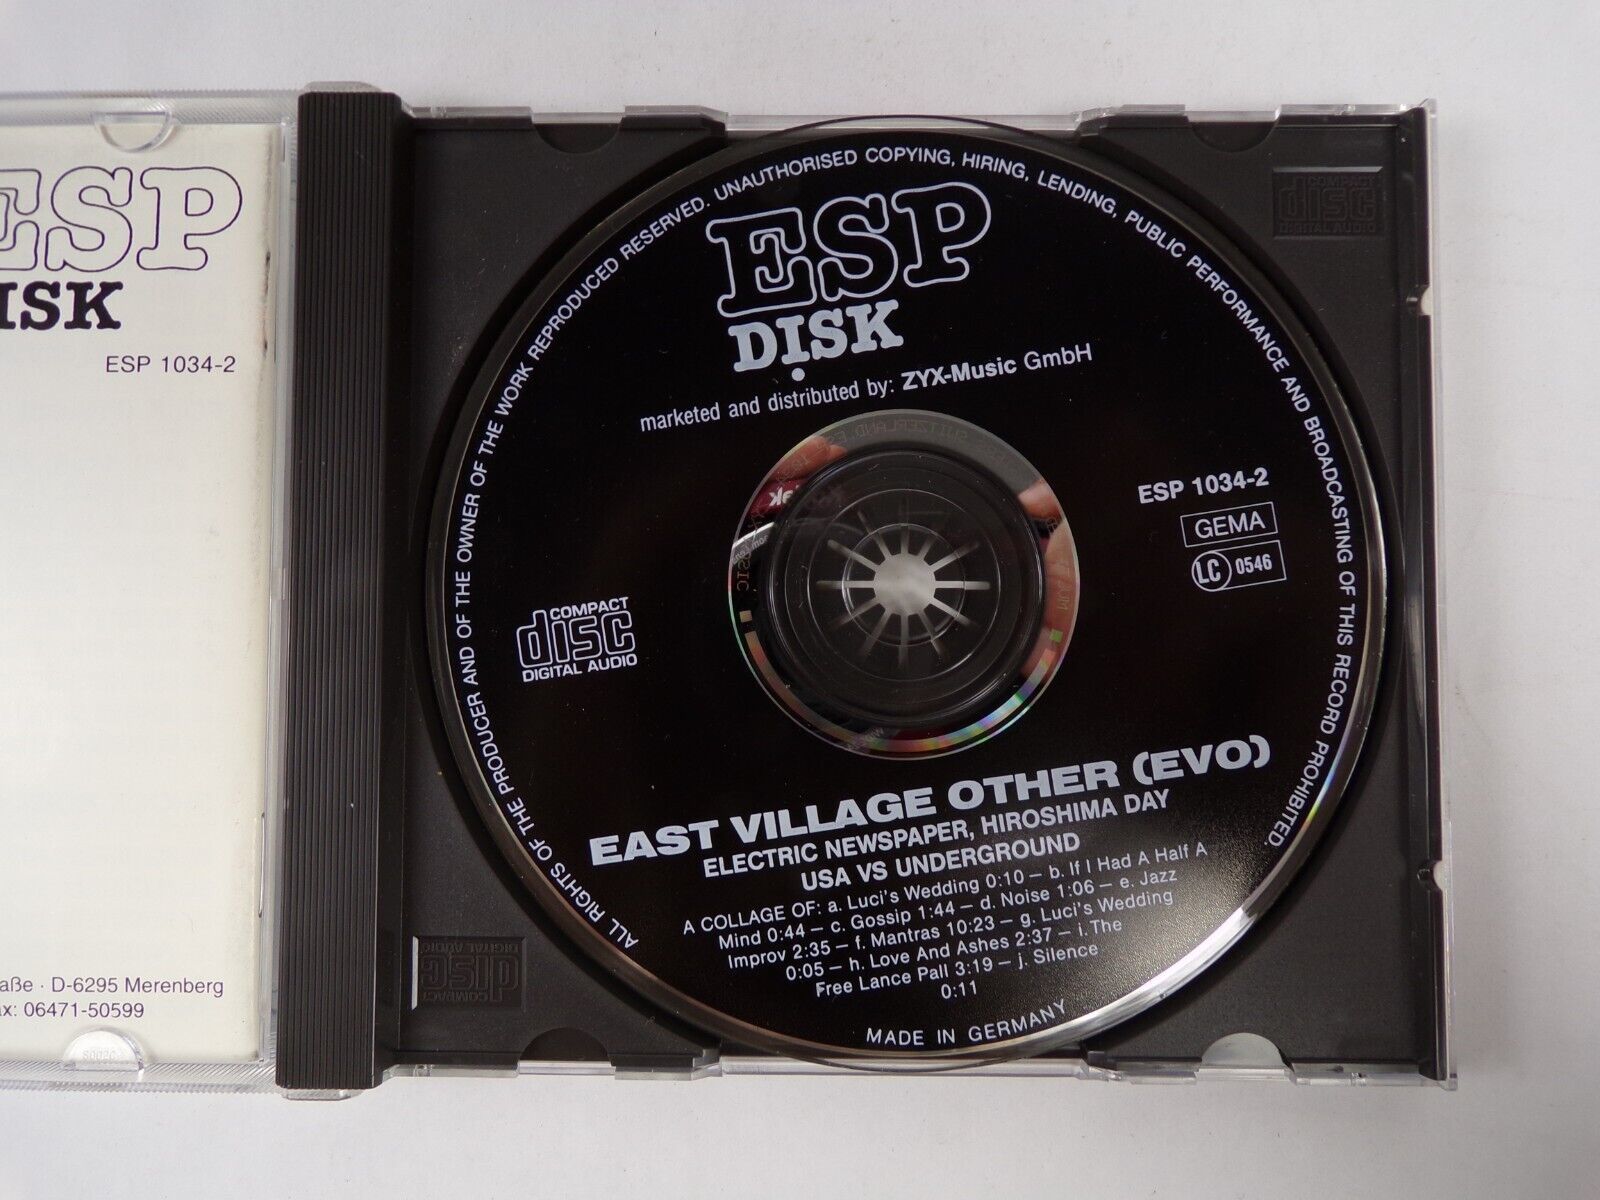 ESP
ISK
ESP 1034-2
aße · D-6295 Merenberg
ax: 06471-50599
ALL RIGHTS OF THE PRODUCER AND OF THE OWNER OF THE WORK REPRODUCED RESERVED. UNAUTHORISED COPYING, HIRING, LENDING, PUBLIC PERFORMANCE AND BROADCASTING OF THIS RECORD PROHIBITED.
ESP
DISK
marketed and distributed by: ZYX-Music GmbH
ESP 1034-2
GEMA
LC 0546
COMPACT
disc
DIGITAL AUDIO
EAST VILLAGE OTHER (EVO)
ELECTRIC NEWSPAPER, HIROSHIMA DAY
USA VS UNDERGROUND
A COLLAGE OF: a. Luci's Wedding 0:10 – b. If I Had A Half A
Mind 0:44 – c. Gossip 1:44 – d. Noise 1:06 – e. Jazz
Improv 2:35 – f. Mantras 10:23 – g. Luci's Wedding
0:05 – h. Love And Ashes 2:37 – i. The
Free Lance Pall 3:19 – j. Silence
0:11
MADE IN GERMANY
COMPACT
disc
DIGITAL AUDIO
COMPACT
disc
DIGITAL AUDIO